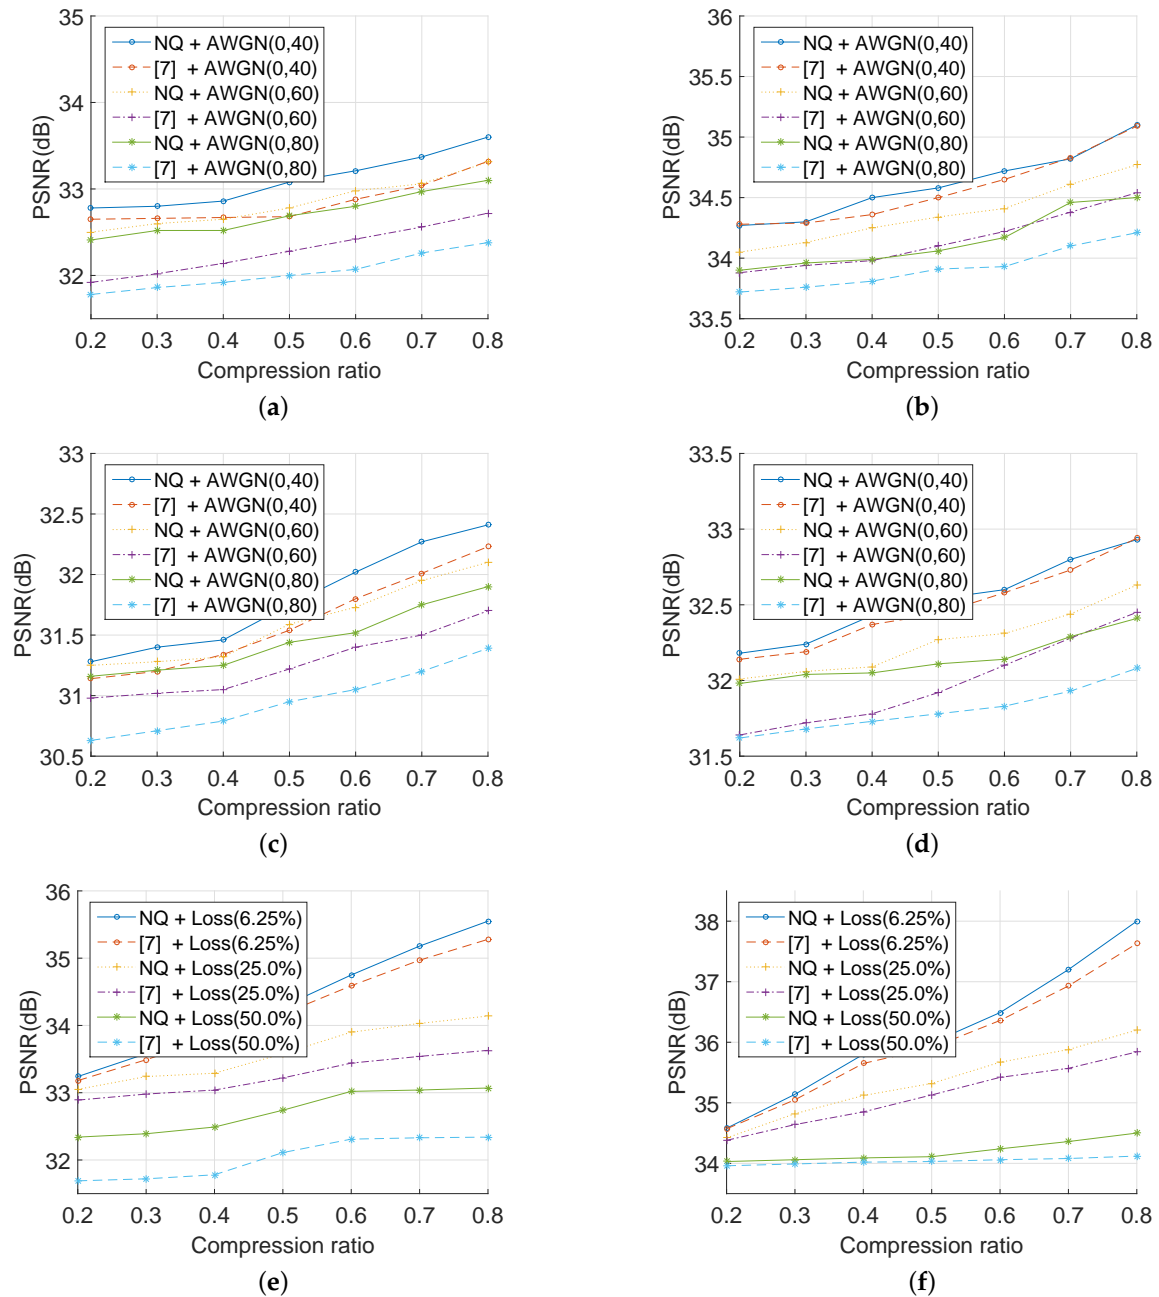 35
34
33
32
PSNR(dB)
NQ + AWGN(0,40)
[7] + AWGN(0,40)
NQ + AWGN(0,60)
[7] + AWGN(0,60)
NQ + AWGN(0,80)
[7] + AWGN(0,80)
0.2 0.3 0.4 0.5 0.6 0.7 0.8
Compression ratio
(a)
36
35.5
35
34.5
34
33.5
PSNR(dB)
NQ + AWGN(0,40)
[7] + AWGN(0,40)
NQ + AWGN(0,60)
[7] + AWGN(0,60)
NQ + AWGN(0,80)
[7] + AWGN(0,80)
0.2 0.3 0.4 0.5 0.6 0.7 0.8
Compression ratio
(b)
33
32.5
32
31.5
31
30.5
PSNR(dB)
NQ + AWGN(0,40)
[7] + AWGN(0,40)
NQ + AWGN(0,60)
[7] + AWGN(0,60)
NQ + AWGN(0,80)
[7] + AWGN(0,80)
0.2 0.3 0.4 0.5 0.6 0.7 0.8
Compression ratio
(c)
33.5
33
32.5
32
31.5
PSNR(dB)
NQ + AWGN(0,40)
[7] + AWGN(0,40)
NQ + AWGN(0,60)
[7] + AWGN(0,60)
NQ + AWGN(0,80)
[7] + AWGN(0,80)
0.2 0.3 0.4 0.5 0.6 0.7 0.8
Compression ratio
(d)
36
35
34
33
32
PSNR(dB)
NQ + Loss(6.25%)
[7] + Loss(6.25%)
NQ + Loss(25.0%)
[7] + Loss(25.0%)
NQ + Loss(50.0%)
[7] + Loss(50.0%)
0.2 0.3 0.4 0.5 0.6 0.7 0.8
Compression ratio
(e)
38
37
36
35
34
PSNR(dB)
NQ + Loss(6.25%)
[7] + Loss(6.25%)
NQ + Loss(25.0%)
[7] + Loss(25.0%)
NQ + Loss(50.0%)
[7] + Loss(50.0%)
0.2 0.3 0.4 0.5 0.6 0.7 0.8
Compression ratio
(f)